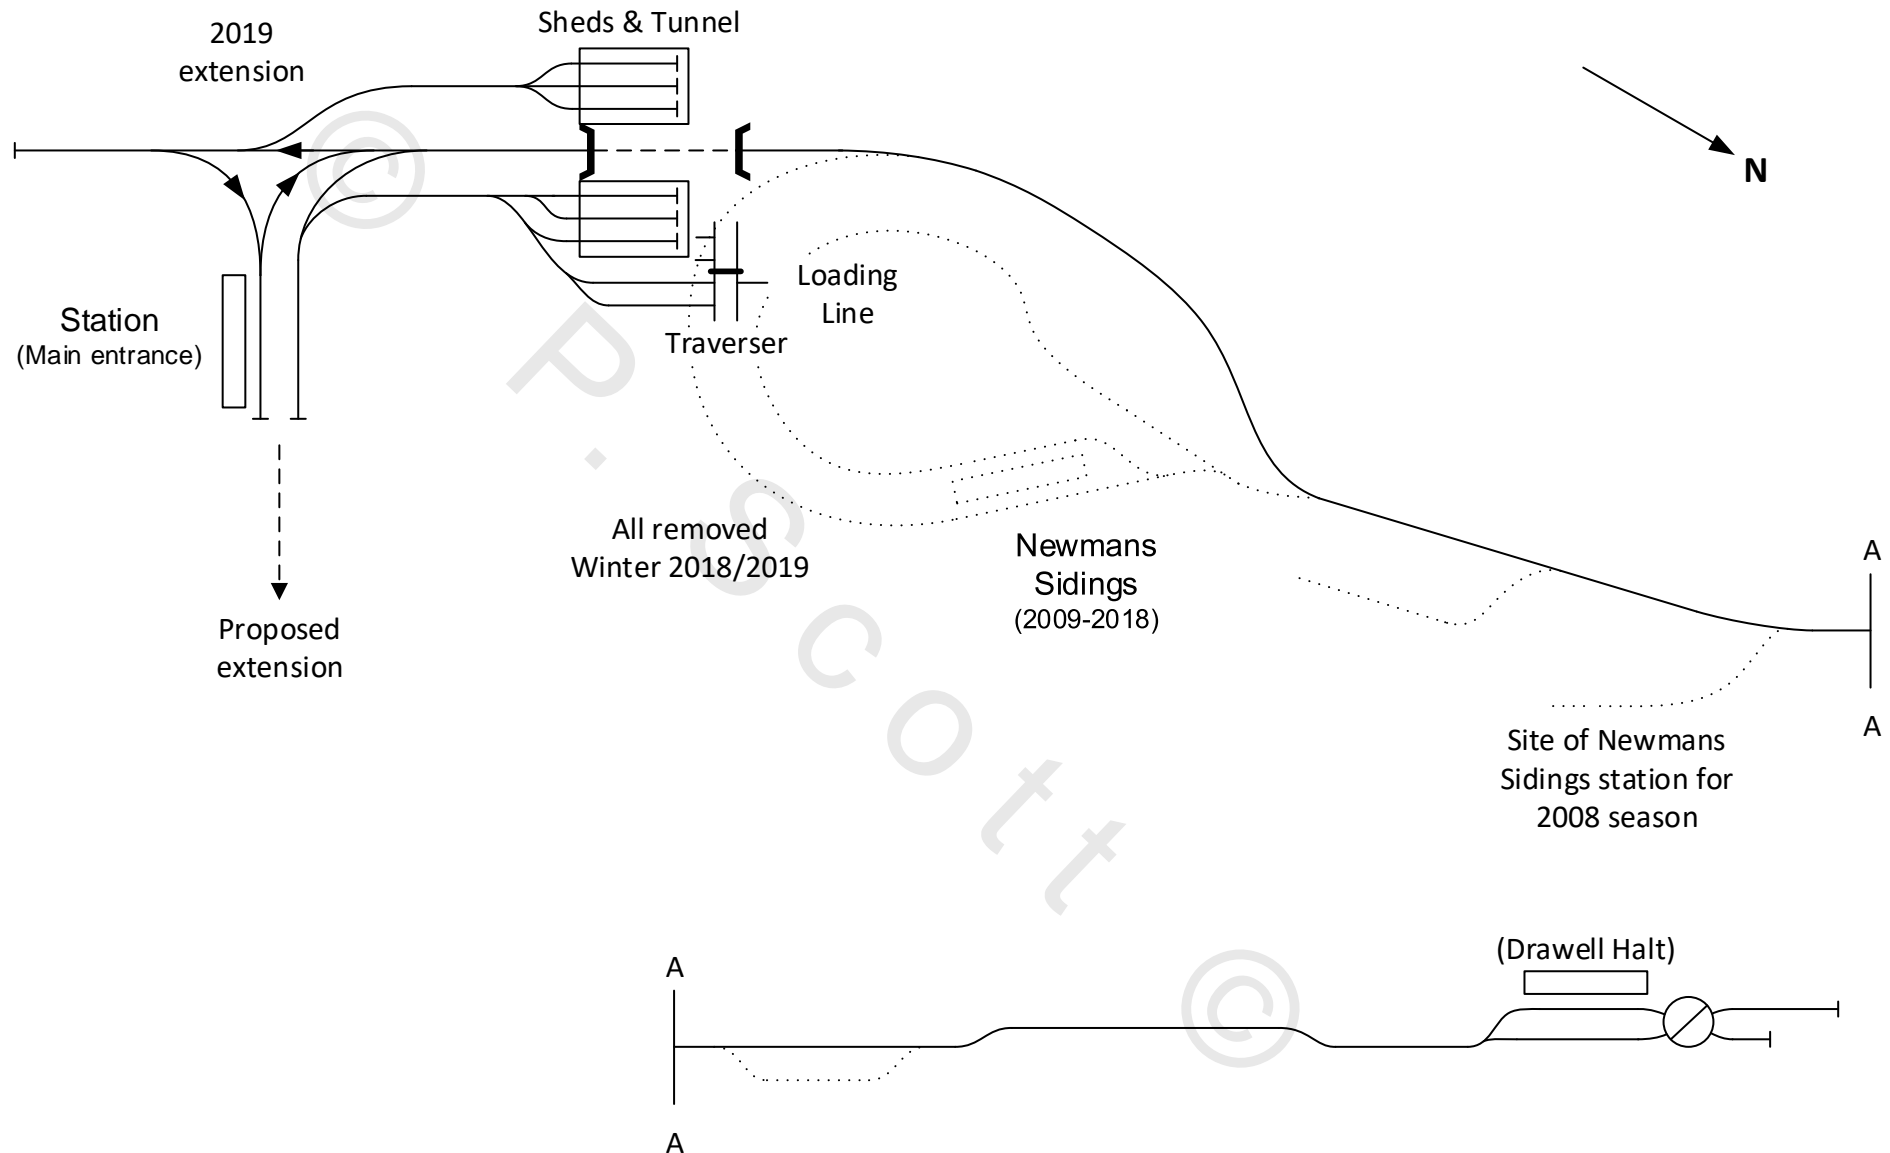 Sheds & Tunnel
2019
extension
N
Loading
Line
Station
(Main entrance)
Traverser
All removed
Winter 2018/2019
Newmans
Sidings
(2009-2018)
A
A
Proposed
extension
Site of Newmans
Sidings station for
2008 season
(Drawell Halt)
A
A
© P. Scott ©